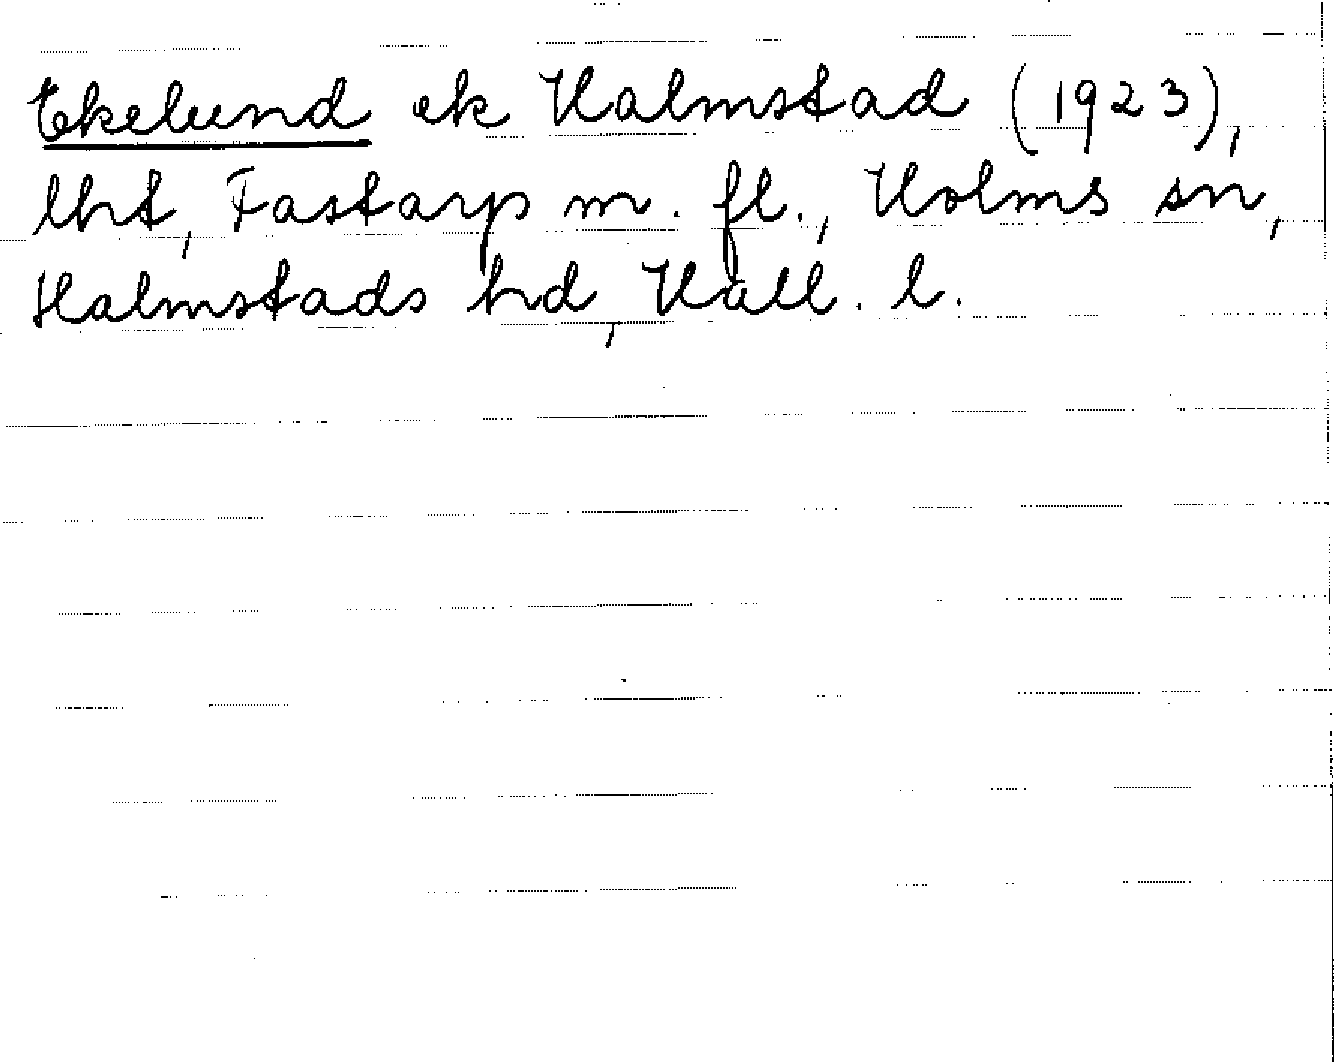 Ekelund ek Halmstad (1923),
lht, Fastarp m. fl., Holms sn,
Halmstads hd, Hall. l.